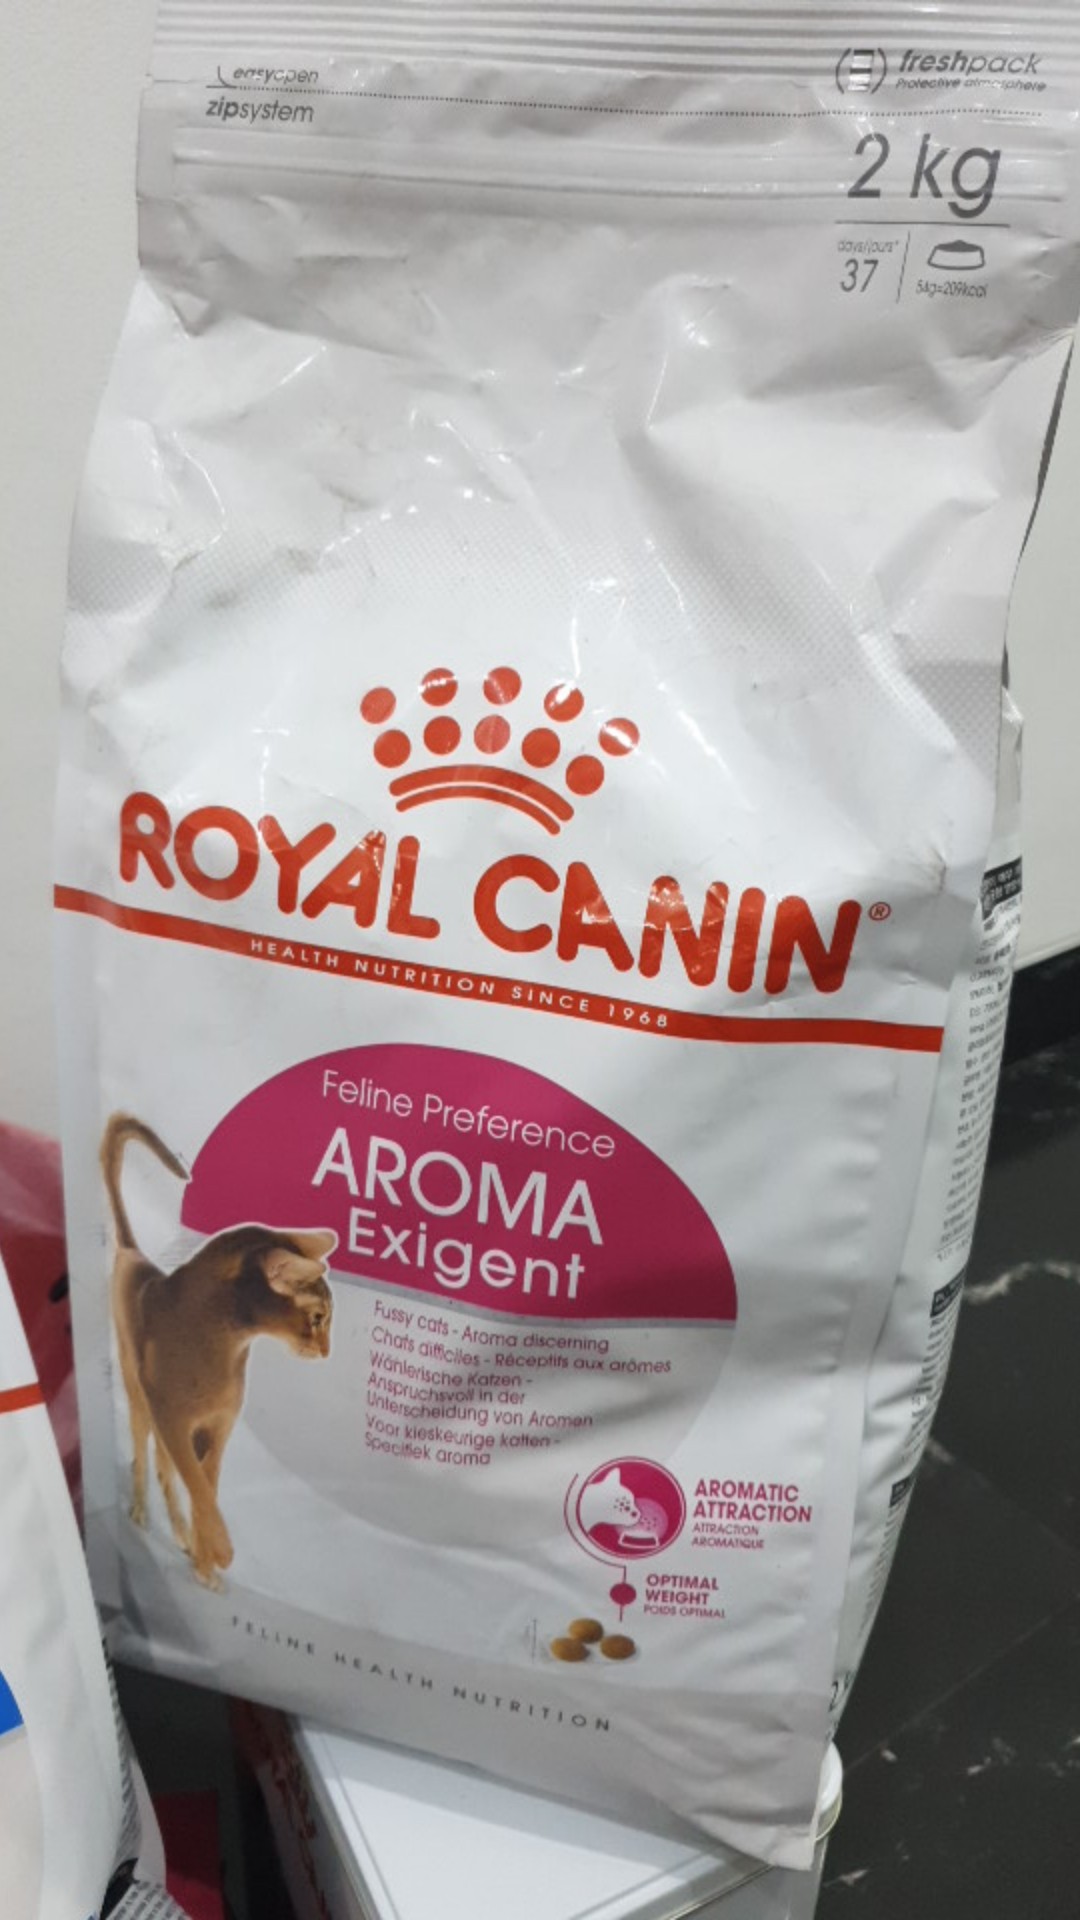 easyopen
zipsystem
freshpack
Protective atmosphere
2 kg
days/jours*
37
54g=209kcal
ROYAL CANIN®
HEALTH NUTRITION SINCE 1968
Feline Preference
AROMA
Exigent
Fussy cats - Aroma discerning
Chats difficiles - Réceptifs aux arômes
Wählerische Katzen -
Anspruchsvoll in der
Unterscheidung von Aromen
Voor kieskeurige katten -
Specifiek aroma
AROMATIC
ATTRACTION
ATTRACTION
AROMATIQUE
OPTIMAL
WEIGHT
POIDS OPTIMAL
FELINE HEALTH NUTRITION